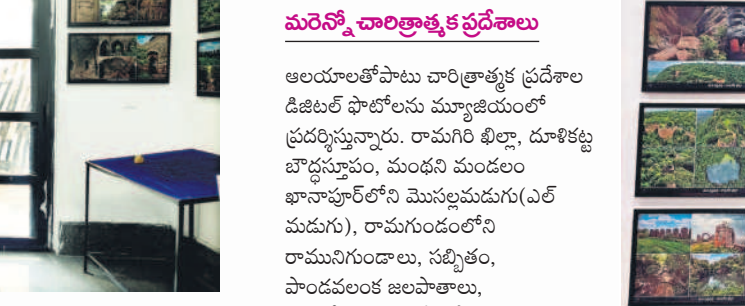 మరెన్నో చారిత్రాత్మక ప్రదేశాలు
ఆలయాలతోపాటు చారిత్రాత్మక ప్రదేశాల
డిజిటల్ ఫొటోలను మ్యూజియంలో
ప్రదర్శిస్తున్నారు. రామగిరి ఖిల్లా, దూళికట్ట
బౌద్ధస్తూపం, మంథని మండలం
ఖానాపూర్‌లోని మొసల్లమడుగు(ఎల్
మడుగు), రామగుండంలోని
రామునిగుండాలు, సబ్బితం,
పాండవలంక జలపాతాలు,